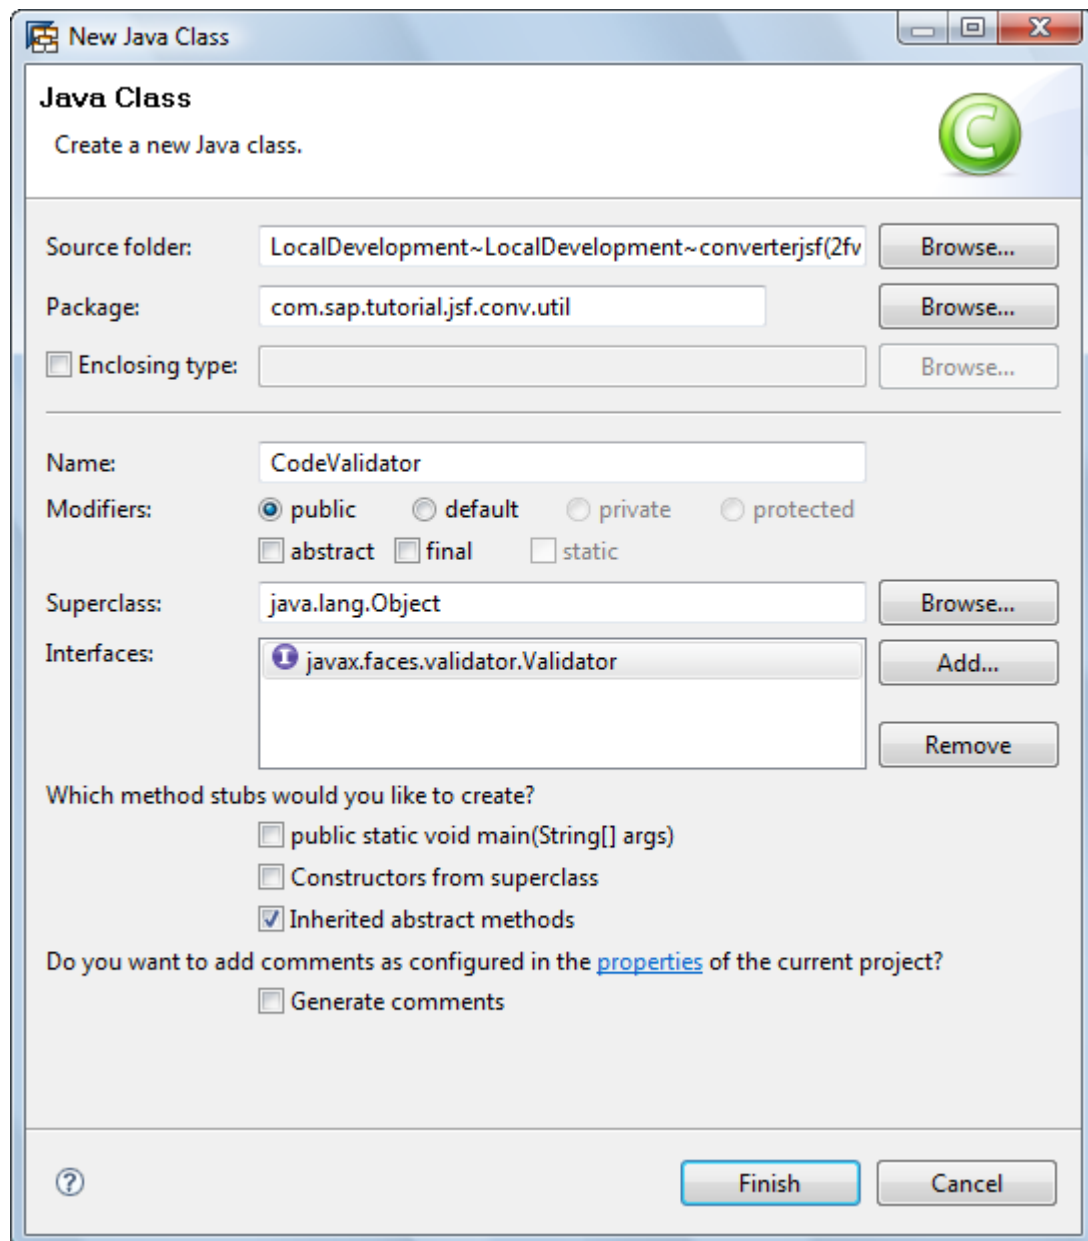 New Java Class
Java Class
Create a new Java class.
Source folder: LocalDevelopment~LocalDevelopment~converterjsf(2fv Browse...
Package: com.sap.tutorial.jsf.conv.util Browse...
Enclosing type: Browse...
Name: CodeValidator
Modifiers: public default private protected
abstract final static
Superclass: java.lang.Object Browse...
Interfaces: javax.faces.validator.Validator Add...
Remove
Which method stubs would you like to create?
public static void main(String[] args)
Constructors from superclass
Inherited abstract methods
Do you want to add comments as configured in the properties of the current project?
Generate comments
Finish Cancel